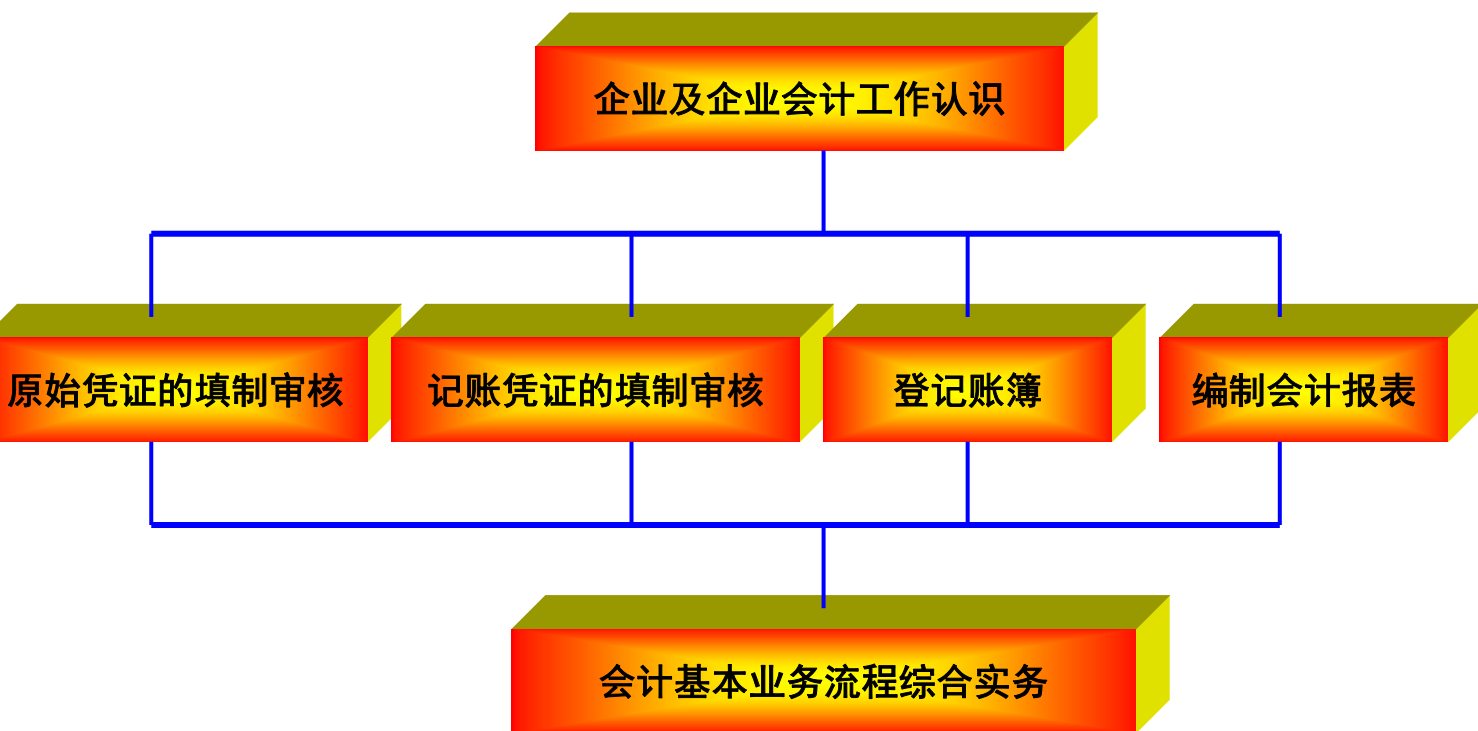 企业及企业会计工作认识
原始凭证的填制审核
记账凭证的填制审核
登记账簿
编制会计报表
会计基本业务流程综合实务